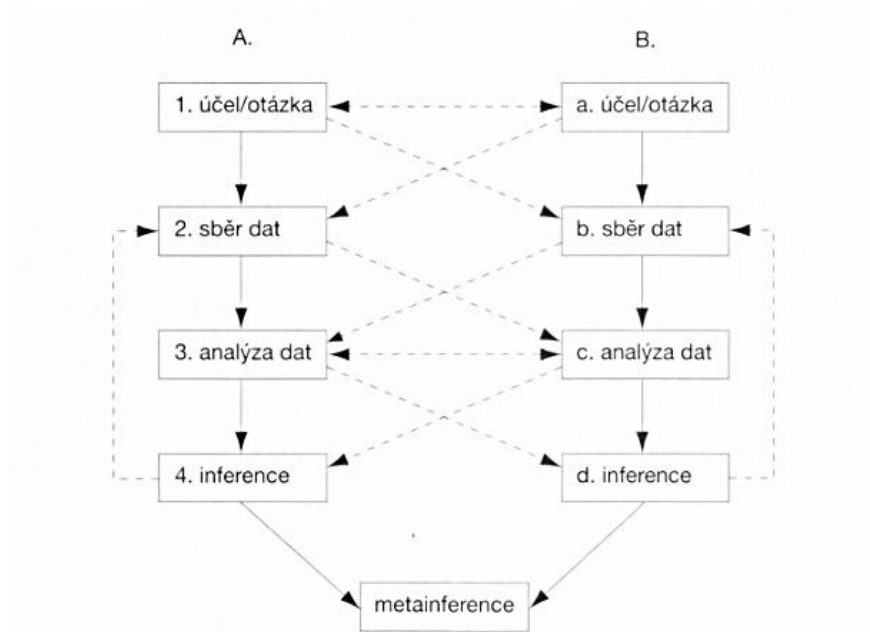 A.
B.
1. účel/otázka
a. účel/otázka
2. sběr dat
b. sběr dat
3. analýza dat
c. analýza dat
4. inference
d. inference
metainference